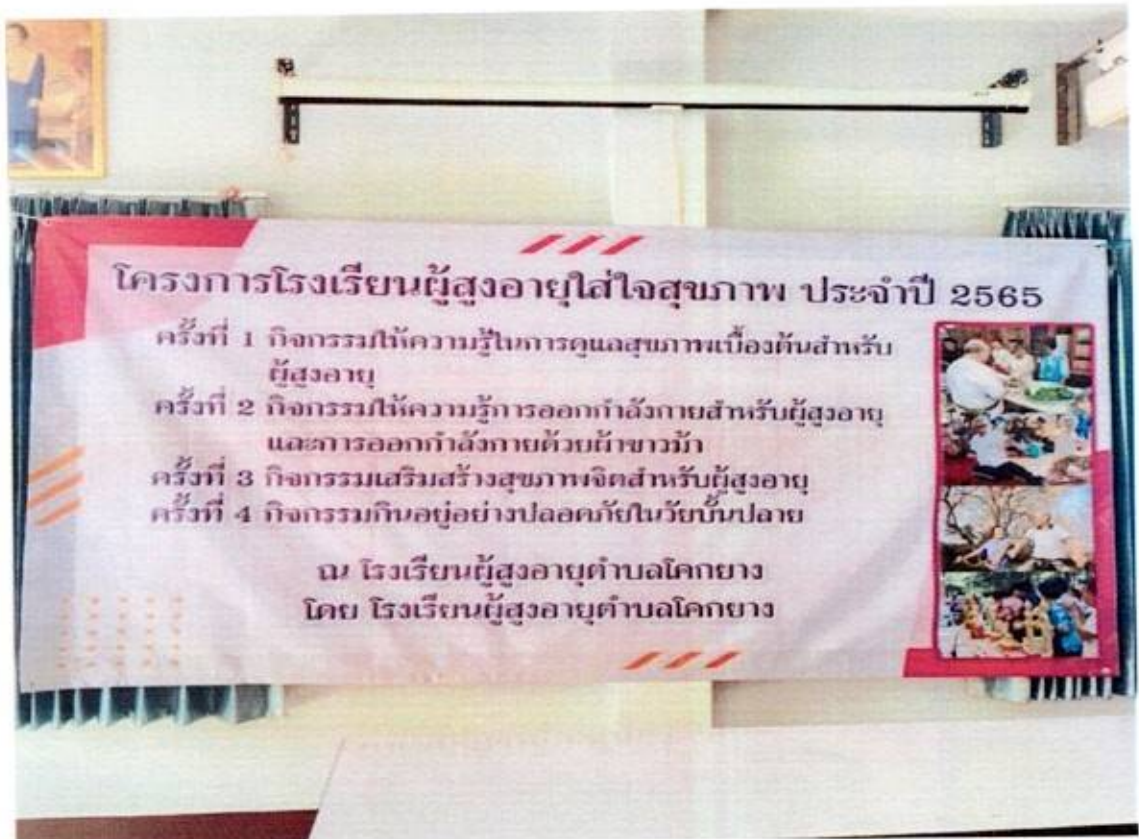 โครงการโรงเรียนผู้สูงอายุใส่ใจสุขภาพ ประจำปี 2565
ครั้งที่ 1 กิจกรรมให้ความรู้ในการดูแลสุขภาพเบื้องต้นสำหรับ
ผู้สูงอายุ
ครั้งที่ 2 กิจกรรมให้ความรู้การออกกำลังกายสำหรับผู้สูงอายุ
และการออกกำลังกายด้วยผ้าขาวม้า
ครั้งที่ 3 กิจกรรมเสริมสร้างสุขภาพจิตสำหรับผู้สูงอายุ
ครั้งที่ 4 กิจกรรมกินอยู่อย่างปลอดภัยในวัยบั้นปลาย
ณ โรงเรียนผู้สูงอายุตำบลโคกยาง
โดย โรงเรียนผู้สูงอายุตำบลโคกยาง